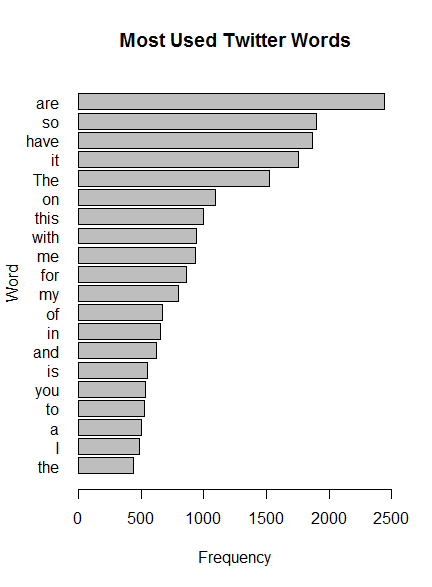 Most Used Twitter Words
are
so
have
it
The
on
this
with
me
for
my
of
in
and
is
you
to
a
I
the
Word
0 500 1000 1500 2000 2500
Frequency